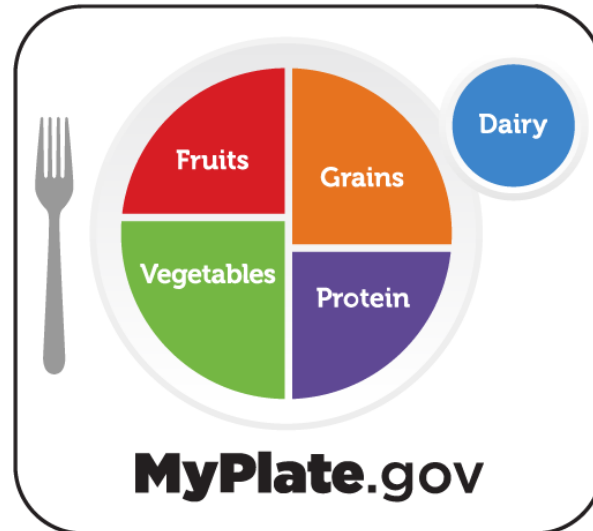 Fruits
Grains
Dairy
Vegetables
Protein
MyPlate.gov